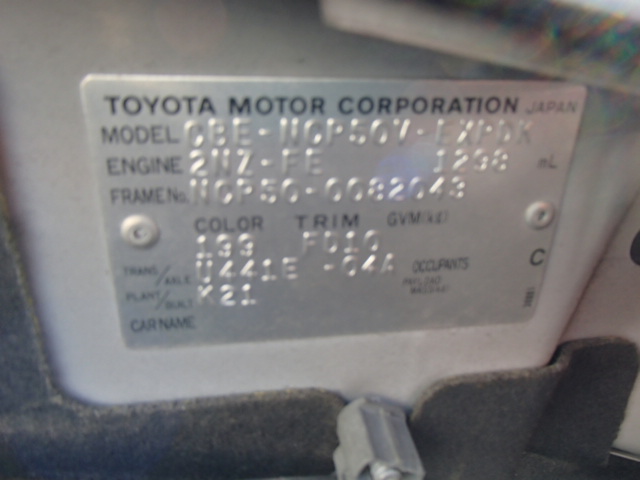 TOYOTA MOTOR CORPORATION JAPAN
MODEL CBE-NCP50V-EXPDK
ENGINE 2NZ-FE 1298 mL
FRAME No. NCP50-0082043
COLOR TRIM GVM(kg)
199 FD10
TRANS/AXLE U441E -04A OCCUPANTS C
PLANT/BUILT K21
CAR NAME